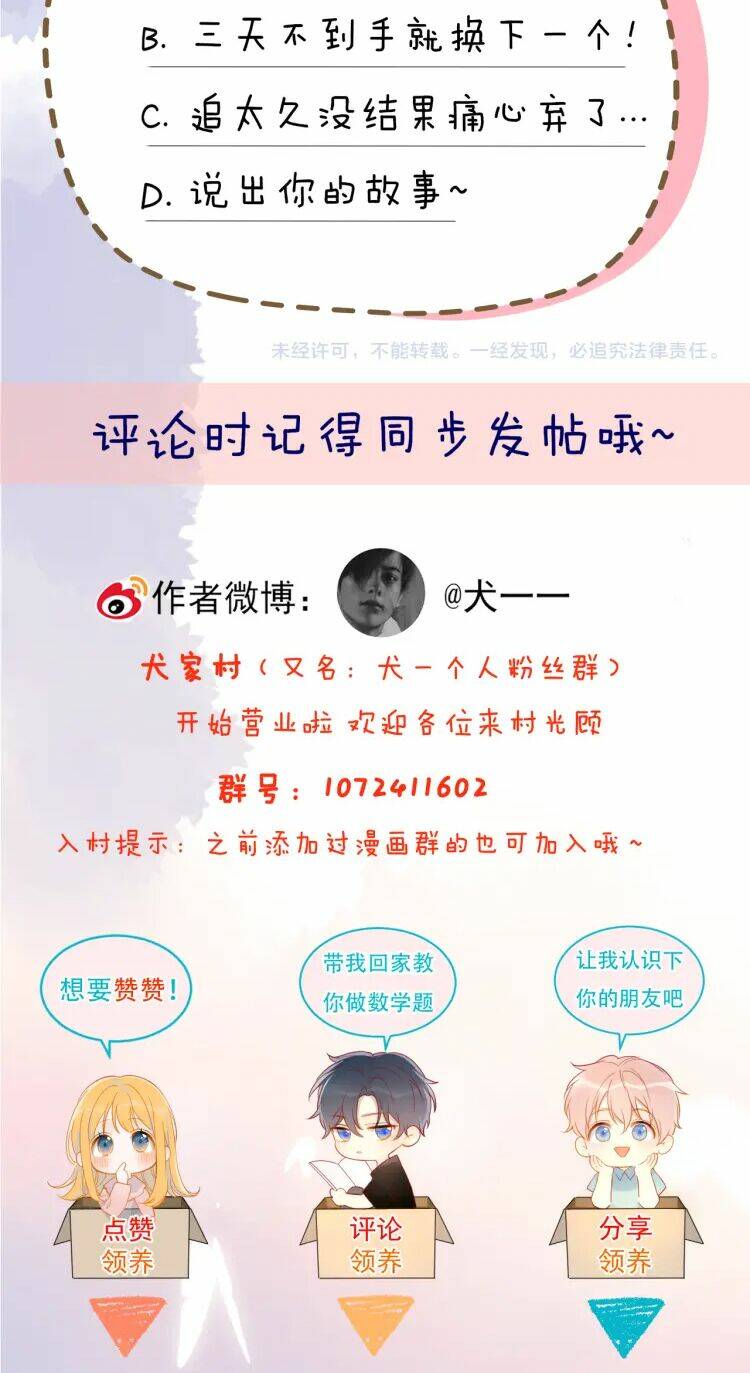 B. 三天不到手就换下一个！
C. 追太久没结果痛心弃了…
D. 说出你的故事~
未经许可，不能转载。一经发现，必追究法律责任。
评论时记得同步发帖哦~
作者微博：@犬一一
犬家村（又名：犬一个人粉丝群）
开始营业啦 欢迎各位来村光顾
群号：1072411602
入村提示：之前添加过漫画群的也可加入哦~
想要赞赞！
带我回家教
你做数学题
让我认识下
你的朋友吧
点赞
领养
评论
领养
分享
领养